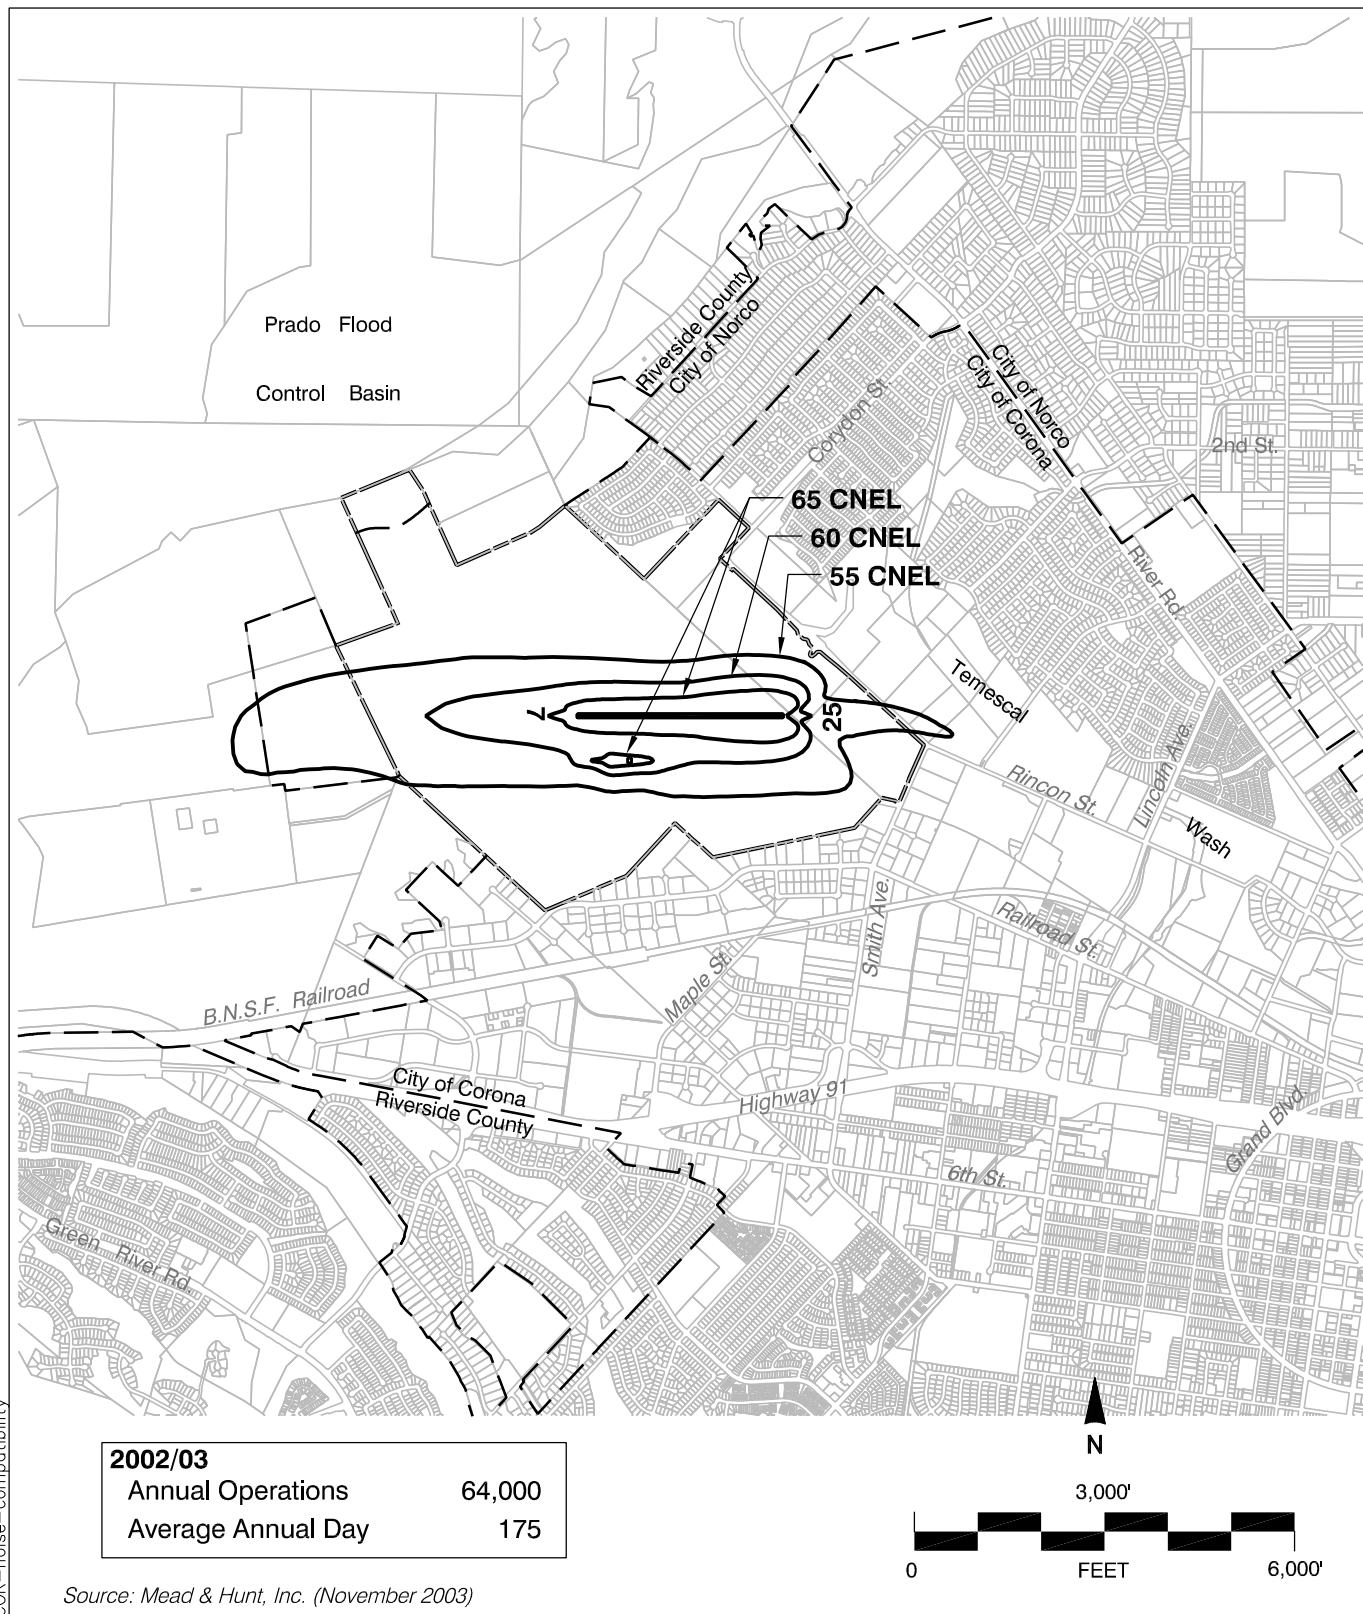 Prado Flood
Control Basin
Riverside County
City of Norco
City of Norco
City of Corona
Corydon St.
2nd St.
65 CNEL
60 CNEL
55 CNEL
River Rd.
7
25
Temescal
Lincoln Ave.
Rincon St.
Wash
Smith Ave.
Railroad St.
Maple St.
B.N.S.F. Railroad
City of Corona
Riverside County
Highway 91
Grand Blvd.
6th St.
Green River Rd.
N
2002/03
Annual Operations 64,000
Average Annual Day 175
3,000'
0 FEET 6,000'
Source: Mead & Hunt, Inc. (November 2003)